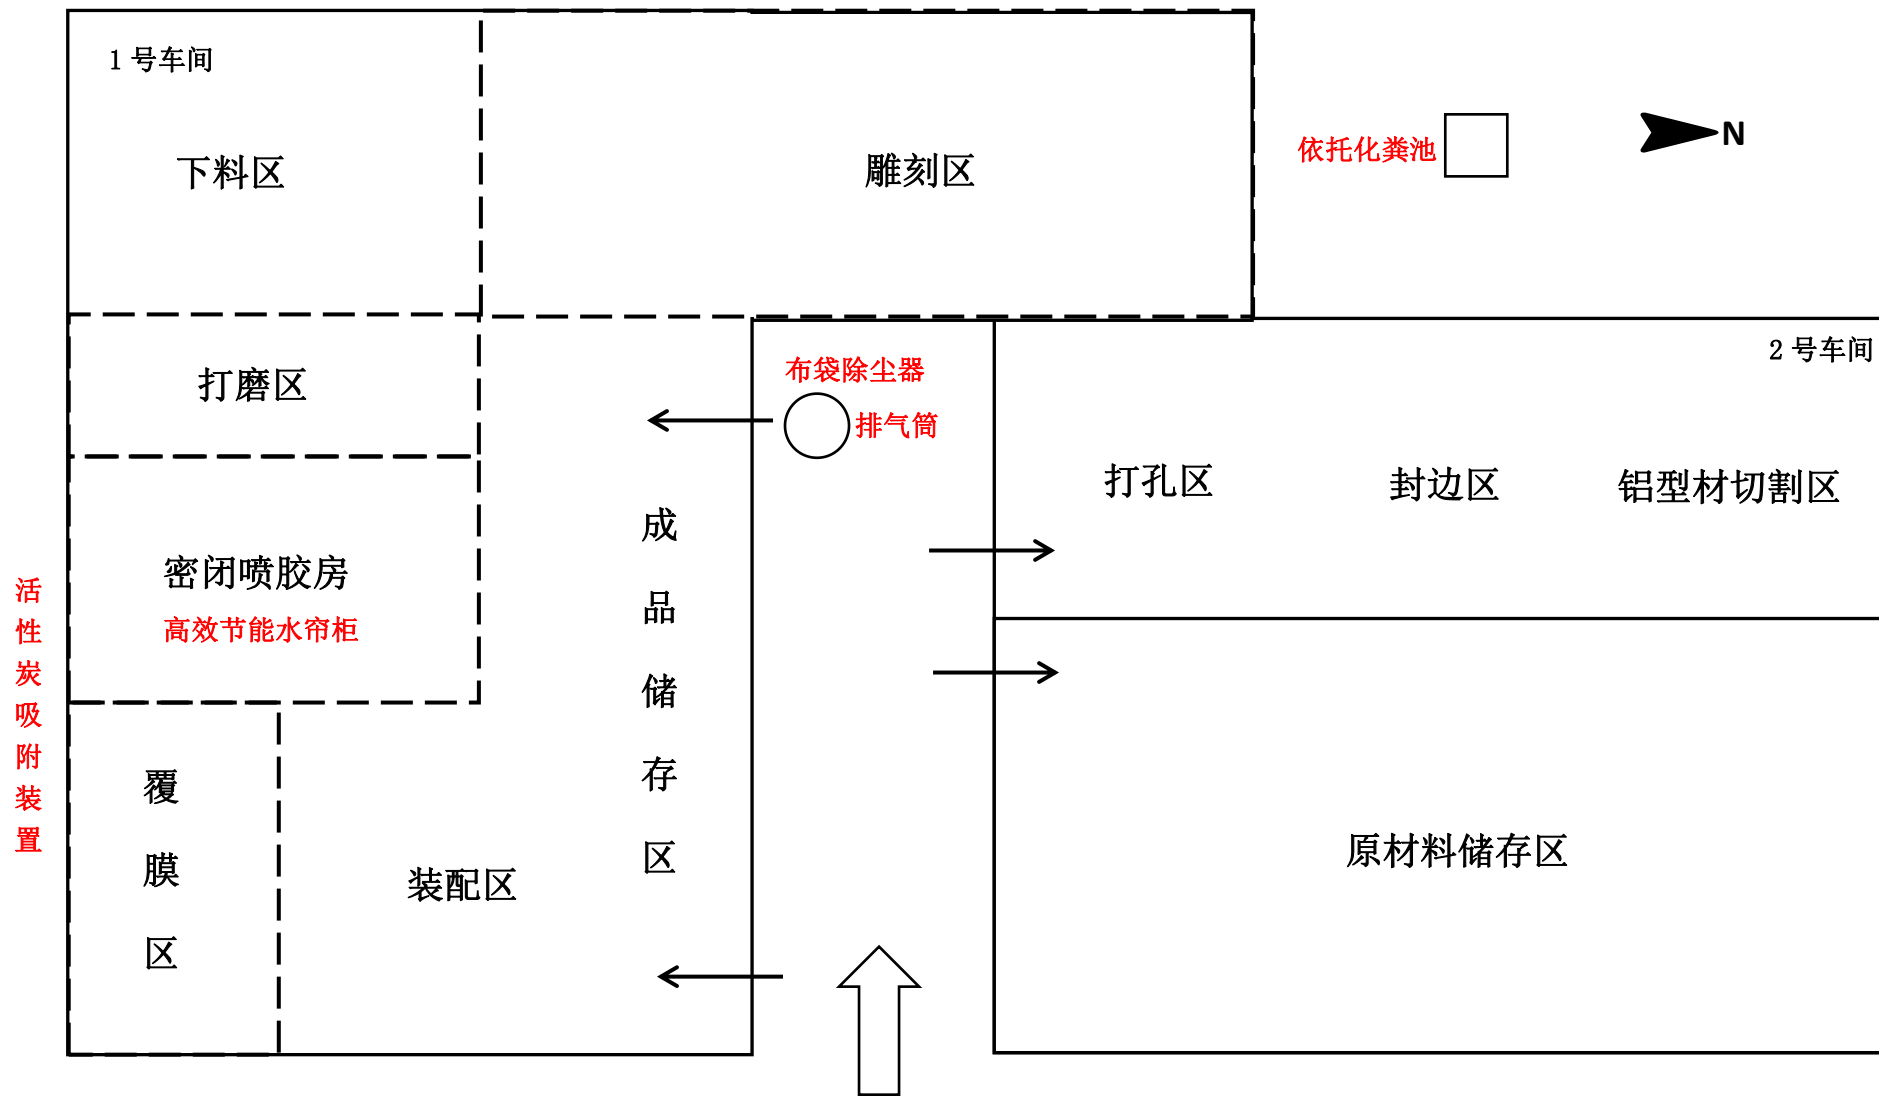 1 号车间
下料区
雕刻区
依托化粪池
N
打磨区
布袋除尘器
排气筒
2 号车间
打孔区
封边区
铝型材切割区
密闭喷胶房
高效节能水帘柜
成品储存区
活性炭吸附装置
覆膜区
装配区
原材料储存区